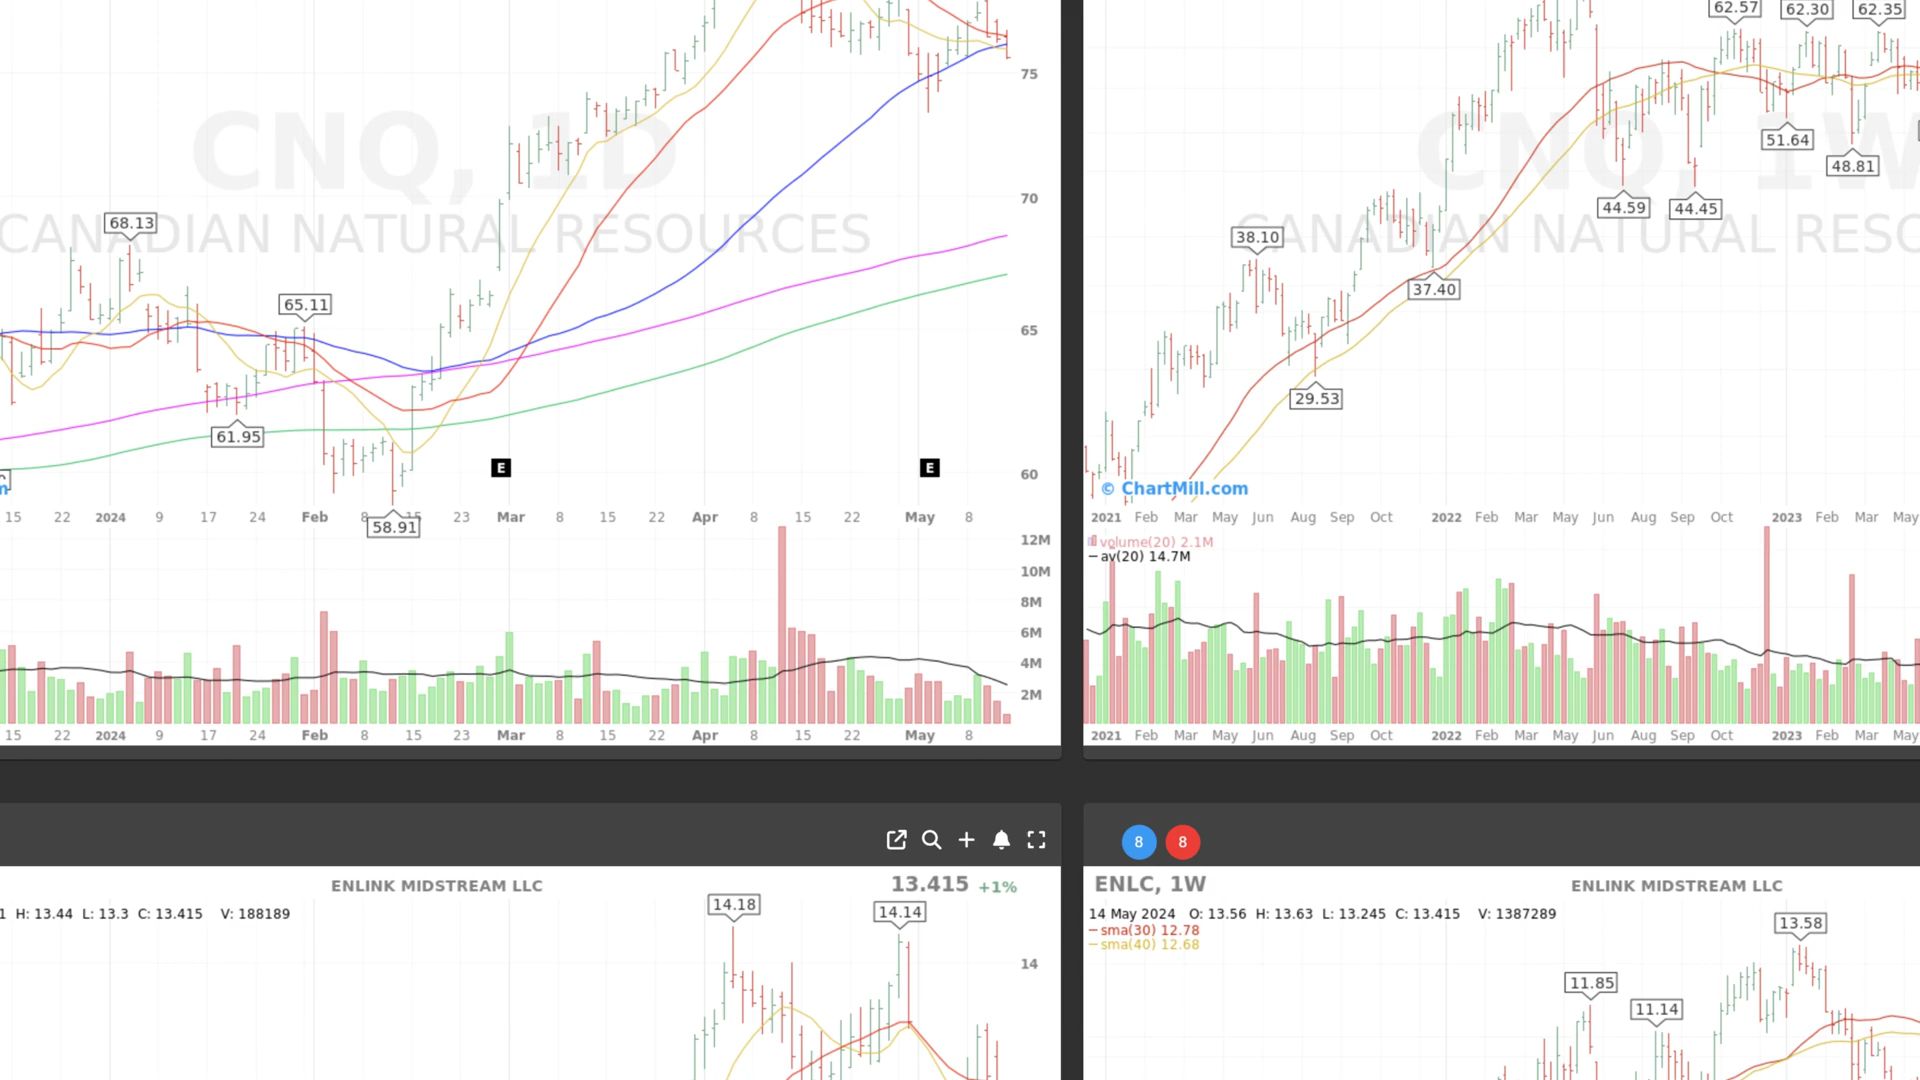 CNQ, 1D
CANADIAN NATURAL RESOURCES
68.13
65.11
61.95
58.91
75
70
65
60
E
E
15 22 2024 9 17 24 Feb 8 15 23 Mar 8 15 22 Apr 8 15 22 May 8
12M
10M
8M
6M
4M
2M
15 22 2024 9 17 24 Feb 8 15 23 Mar 8 15 22 Apr 8 15 22 May 8
CNQ, 1W
CANADIAN NATURAL RESO
62.57
62.30
62.35
51.64
48.81
44.59
44.45
38.10
37.40
29.53
© ChartMill.com
2021 Feb Mar May Jun Aug Sep Oct 2022 Feb Mar May Jun Aug Sep Oct 2023 Feb Mar May
volume(20) 2.1M
av(20) 14.7M
2021 Feb Mar May Jun Aug Sep Oct 2022 Feb Mar May Jun Aug Sep Oct 2023 Feb Mar May
ENLINK MIDSTREAM LLC
13.415 +1%
1 H: 13.44 L: 13.3 C: 13.415 V: 188189
14.18
14.14
14
8
8
ENLC, 1W
ENLINK MIDSTREAM LLC
14 May 2024 O: 13.56 H: 13.63 L: 13.245 C: 13.415 V: 1387289
sma(30) 12.78
sma(40) 12.68
13.58
11.85
11.14